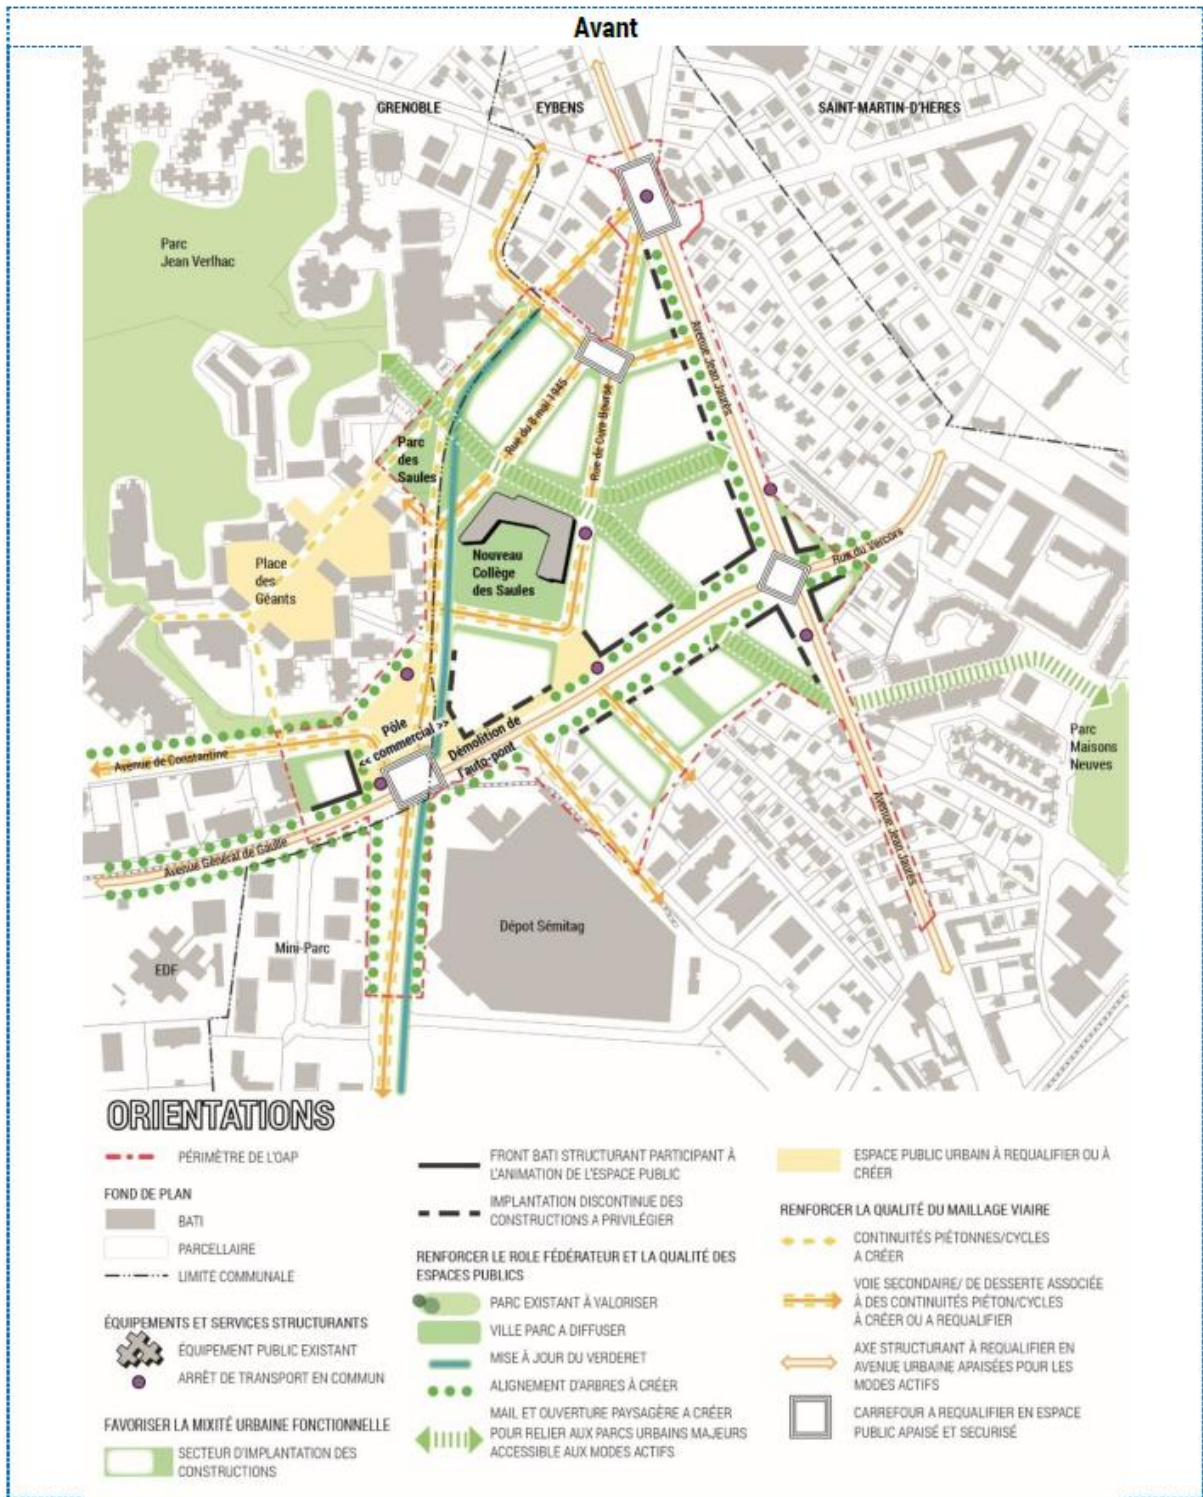 Avant
GRENOBLE
EYBENS
SAINT-MARTIN-D'HERES
Parc
Jean Verlhac
Avenue Jean Jaurès
Rue du 8 mai 1945
Rue de Cure-Bourse
Parc
des
Saules
Nouveau
Collège
des Saules
Rue du Vercors
Place
des
Géants
Pôle
<< commercial >>
Démolition de
l'auto-pont
Avenue de Constantine
Avenue Général de Gaulle
Parc
Maisons
Neuves
Avenue Jean Jaurès
Dépot Sémitag
Mini-Parc
EDF
ORIENTATIONS
PÉRIMÈTRE DE L'OAP
FOND DE PLAN
BATI
PARCELLAIRE
LIMITE COMMUNALE
ÉQUIPEMENTS ET SERVICES STRUCTURANTS
ÉQUIPEMENT PUBLIC EXISTANT
ARRÊT DE TRANSPORT EN COMMUN
FAVORISER LA MIXITÉ URBAINE FONCTIONNELLE
SECTEUR D'IMPLANTATION DES
CONSTRUCTIONS
FRONT BATI STRUCTURANT PARTICIPANT À
L'ANIMATION DE L'ESPACE PUBLIC
IMPLANTATION DISCONTINUE DES
CONSTRUCTIONS A PRIVILÉGIER
RENFORCER LE ROLE FÉDÉRATEUR ET LA QUALITÉ DES
ESPACES PUBLICS
PARC EXISTANT À VALORISER
VILLE PARC A DIFFUSER
MISE À JOUR DU VERDERET
ALIGNEMENT D'ARBRES À CRÉER
MAIL ET OUVERTURE PAYSAGÈRE A CRÉER
POUR RELIER AUX PARCS URBAINS MAJEURS
ACCESSIBLE AUX MODES ACTIFS
ESPACE PUBLIC URBAIN À REQUALIFIER OU À
CRÉER
RENFORCER LA QUALITÉ DU MAILLAGE VIAIRE
CONTINUITÉS PIÉTONNES/CYCLES
A CRÉER
VOIE SECONDAIRE/ DE DESSERTE ASSOCIÉE
À DES CONTINUITÉS PIÉTON/CYCLES
À CRÉER OU A REQUALIFIER
AXE STRUCTURANT À REQUALIFIER EN
AVENUE URBAINE APAISÉES POUR LES
MODES ACTIFS
CARREFOUR A REQUALIFIER EN ESPACE
PUBLIC APAISÉ ET SECURISÉ